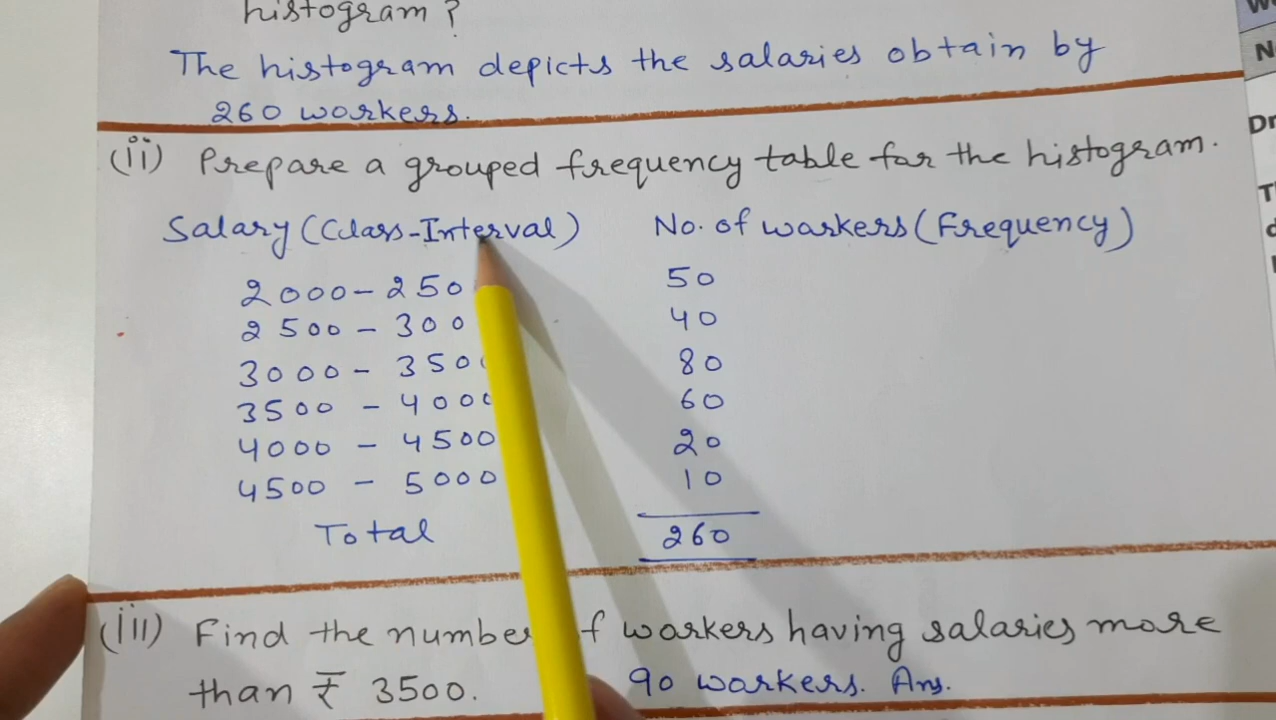 histogram?
The histogram depicts the salaries obtain by
260 workers.
(ii) Prepare a grouped frequency table for the histogram.
Salary (Class-Interval) No. of workers (Frequency)
2000 - 250 50
2500 - 300 40
3000 - 350 80
3500 - 400 60
4000 - 4500 20
4500 - 5000 10
Total 260
(iii) Find the number f workers having salaries more
than ₹ 3500. 90 workers. Ans.